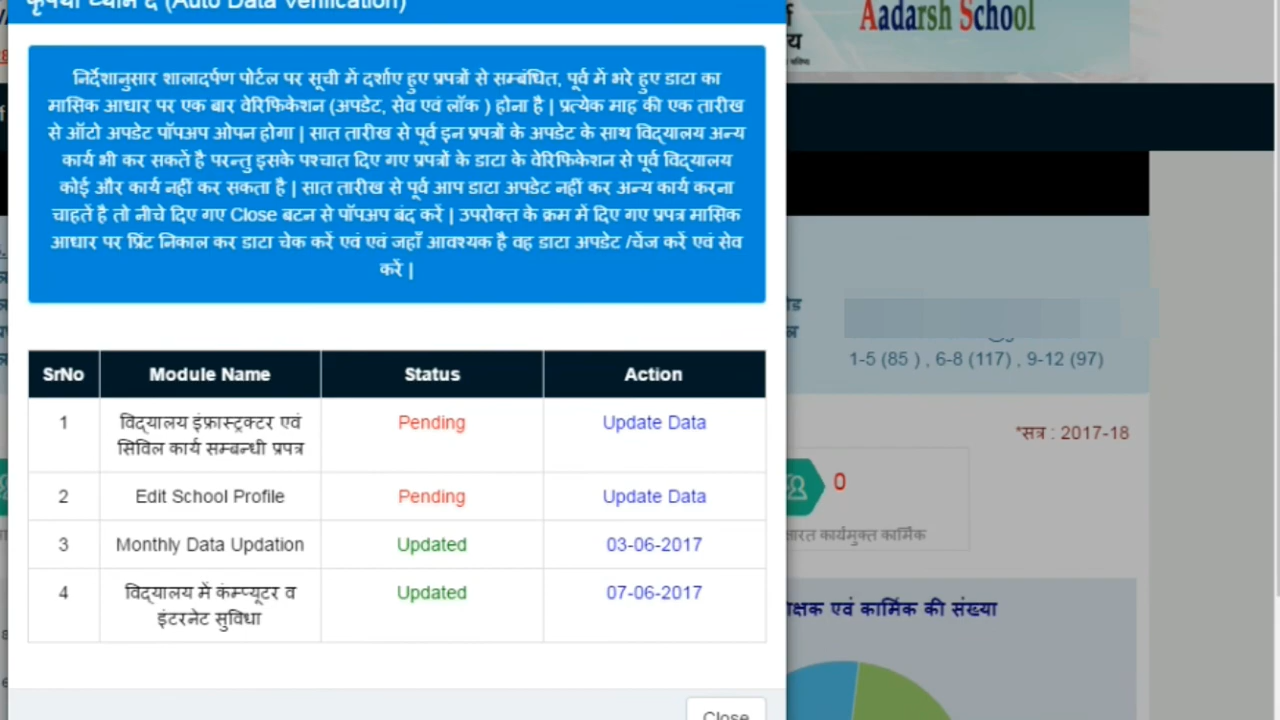 कृपया ध्यान दें (Auto Data Verification)
Aadarsh School
निर्देशानुसार शालादर्पण पोर्टल पर सूची में दर्शाए हुए प्रपत्रों से सम्बंधित, पूर्व में भरे हुए डाटा का
मासिक आधार पर एक बार वेरिफिकेशन (अपडेट, सेव एवं लॉक ) होना है | प्रत्येक माह की एक तारीख
से ऑटो अपडेट पॉपअप ओपन होगा | सात तारीख से पूर्व इन प्रपत्रों के अपडेट के साथ विद्यालय अन्य
कार्य भी कर सकतें है परन्तु इसके पश्चात दिए गए प्रपत्रों के डाटा के वेरिफिकेशन से पूर्व विद्यालय
कोई और कार्य नहीं कर सकता है | सात तारीख से पूर्व आप डाटा अपडेट नहीं कर अन्य कार्य करना
चाहतें है तो नीचे दिए गए Close बटन से पॉपअप बंद करें | उपरोक्त के क्रम में दिए गए प्रपत्र मासिक
आधार पर प्रिंट निकाल कर डाटा चेक करें एवं एवं जहाँ आवश्यक है वह डाटा अपडेट /चेंज करें एवं सेव
करें |
1-5 (85 ) , 6-8 (117) , 9-12 (97)
SrNo Module Name Status Action
1 विद्यालय इंफ्रास्ट्रक्टर एवं Pending Update Data
सिविल कार्य सम्बन्धी प्रपत्र
*सत्र : 2017-18
2 Edit School Profile Pending Update Data
0
3 Monthly Data Updation Updated 03-06-2017
कार्यमुक्त कार्मिक
4 विद्यालय में कंम्प्यूटर व Updated 07-06-2017
इंटरनेट सुविधा
एवं कार्मिक की संख्या
Close